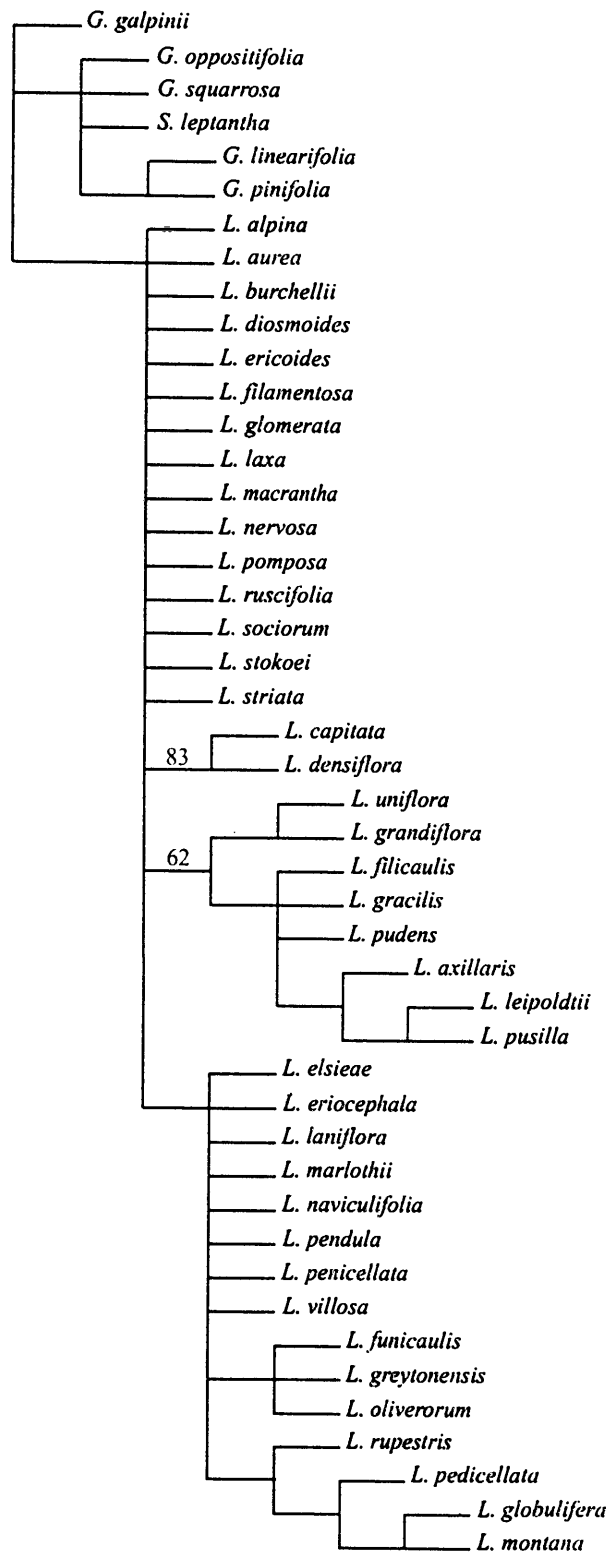 G. galpinii
G. oppositifolia
G. squarrosa
S. leptantha
G. linearifolia
G. pinifolia
L. alpina
L. aurea
L. burchellii
L. diosmoides
L. ericoides
L. filamentosa
L. glomerata
L. laxa
L. macrantha
L. nervosa
L. pomposa
L. ruscifolia
L. sociorum
L. stokoei
L. striata
L. capitata
83
L. densiflora
L. uniflora
L. grandiflora
62
L. filicaulis
L. gracilis
L. pudens
L. axillaris
L. leipoldtii
L. pusilla
L. elsieae
L. eriocephala
L. laniflora
L. marlothii
L. naviculifolia
L. pendula
L. penicellata
L. villosa
L. funicaulis
L. greytonensis
L. oliverorum
L. rupestris
L. pedicellata
L. globulifera
L. montana